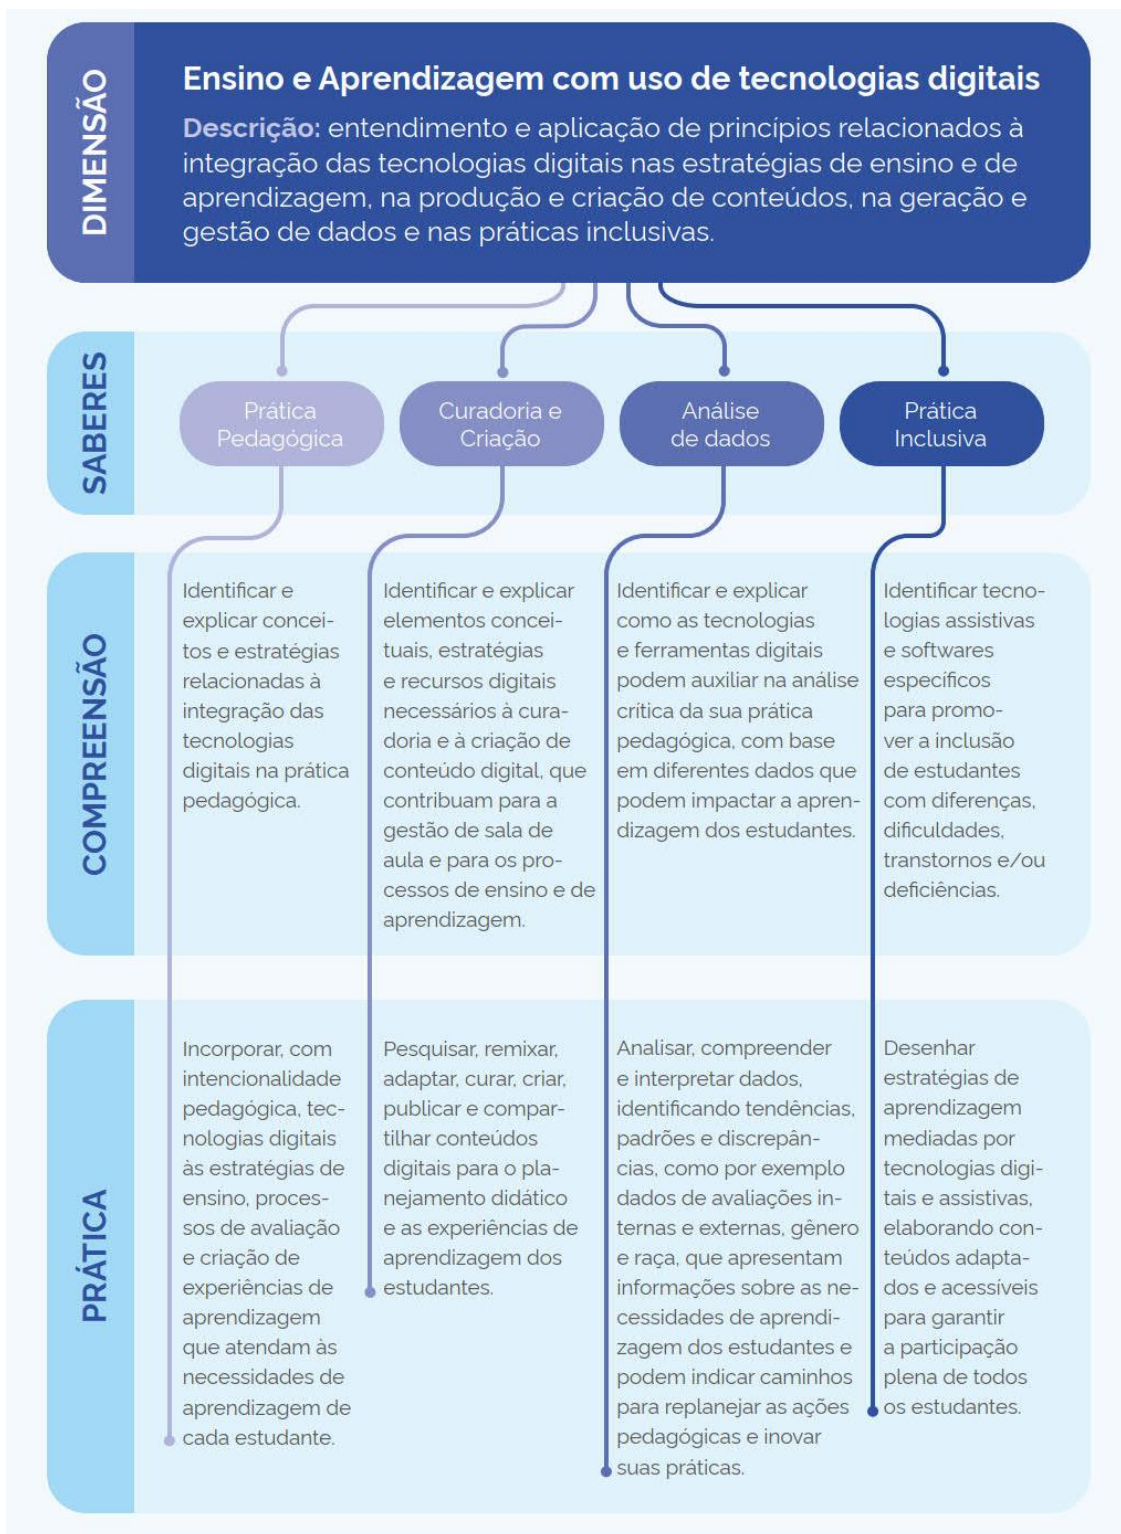 DIMENSÃO
Ensino e Aprendizagem com uso de tecnologias digitais
Descrição: entendimento e aplicação de princípios relacionados à
integração das tecnologias digitais nas estratégias de ensino e de
aprendizagem, na produção e criação de conteúdos, na geração e
gestão de dados e nas práticas inclusivas.
SABERES
Prática
Pedagógica
Curadoria e
Criação
Análise
de dados
Prática
Inclusiva
COMPREENSÃO
Identificar e
explicar concei-
tos e estratégias
relacionadas à
integração das
tecnologias
digitais na prática
pedagógica.
Identificar e explicar
elementos concei-
tuais, estratégias
e recursos digitais
necessários à cura-
doria e à criação de
conteúdo digital, que
contribuam para a
gestão de sala de
aula e para os pro-
cessos de ensino e de
aprendizagem.
Identificar e explicar
como as tecnologias
e ferramentas digitais
podem auxiliar na análise
crítica da sua prática
pedagógica, com base
em diferentes dados que
podem impactar a apren-
dizagem dos estudantes.
Identificar tecno-
logias assistivas
e softwares
específicos
para promo-
ver a inclusão
de estudantes
com diferenças,
dificuldades,
transtornos e/ou
deficiências.
PRÁTICA
Incorporar, com
intencionalidade
pedagógica, tec-
nologias digitais
às estratégias de
ensino, proces-
sos de avaliação
e criação de
experiências de
aprendizagem
que atendam às
necessidades de
aprendizagem de
cada estudante.
Pesquisar, remixar,
adaptar, curar, criar,
publicar e compar-
tilhar conteúdos
digitais para o pla-
nejamento didático
e as experiências de
aprendizagem dos
estudantes.
Analisar, compreender
e interpretar dados,
identificando tendências,
padrões e discrepân-
cias, como por exemplo
dados de avaliações in-
ternas e externas, gênero
e raça, que apresentam
informações sobre as ne-
cessidades de aprendi-
zagem dos estudantes e
podem indicar caminhos
para replanejar as ações
pedagógicas e inovar
suas práticas.
Desenhar
estratégias de
aprendizagem
mediadas por
tecnologias digi-
tais e assistivas,
elaborando con-
teúdos adapta-
dos e acessíveis
para garantir
a participação
plena de todos
os estudantes.